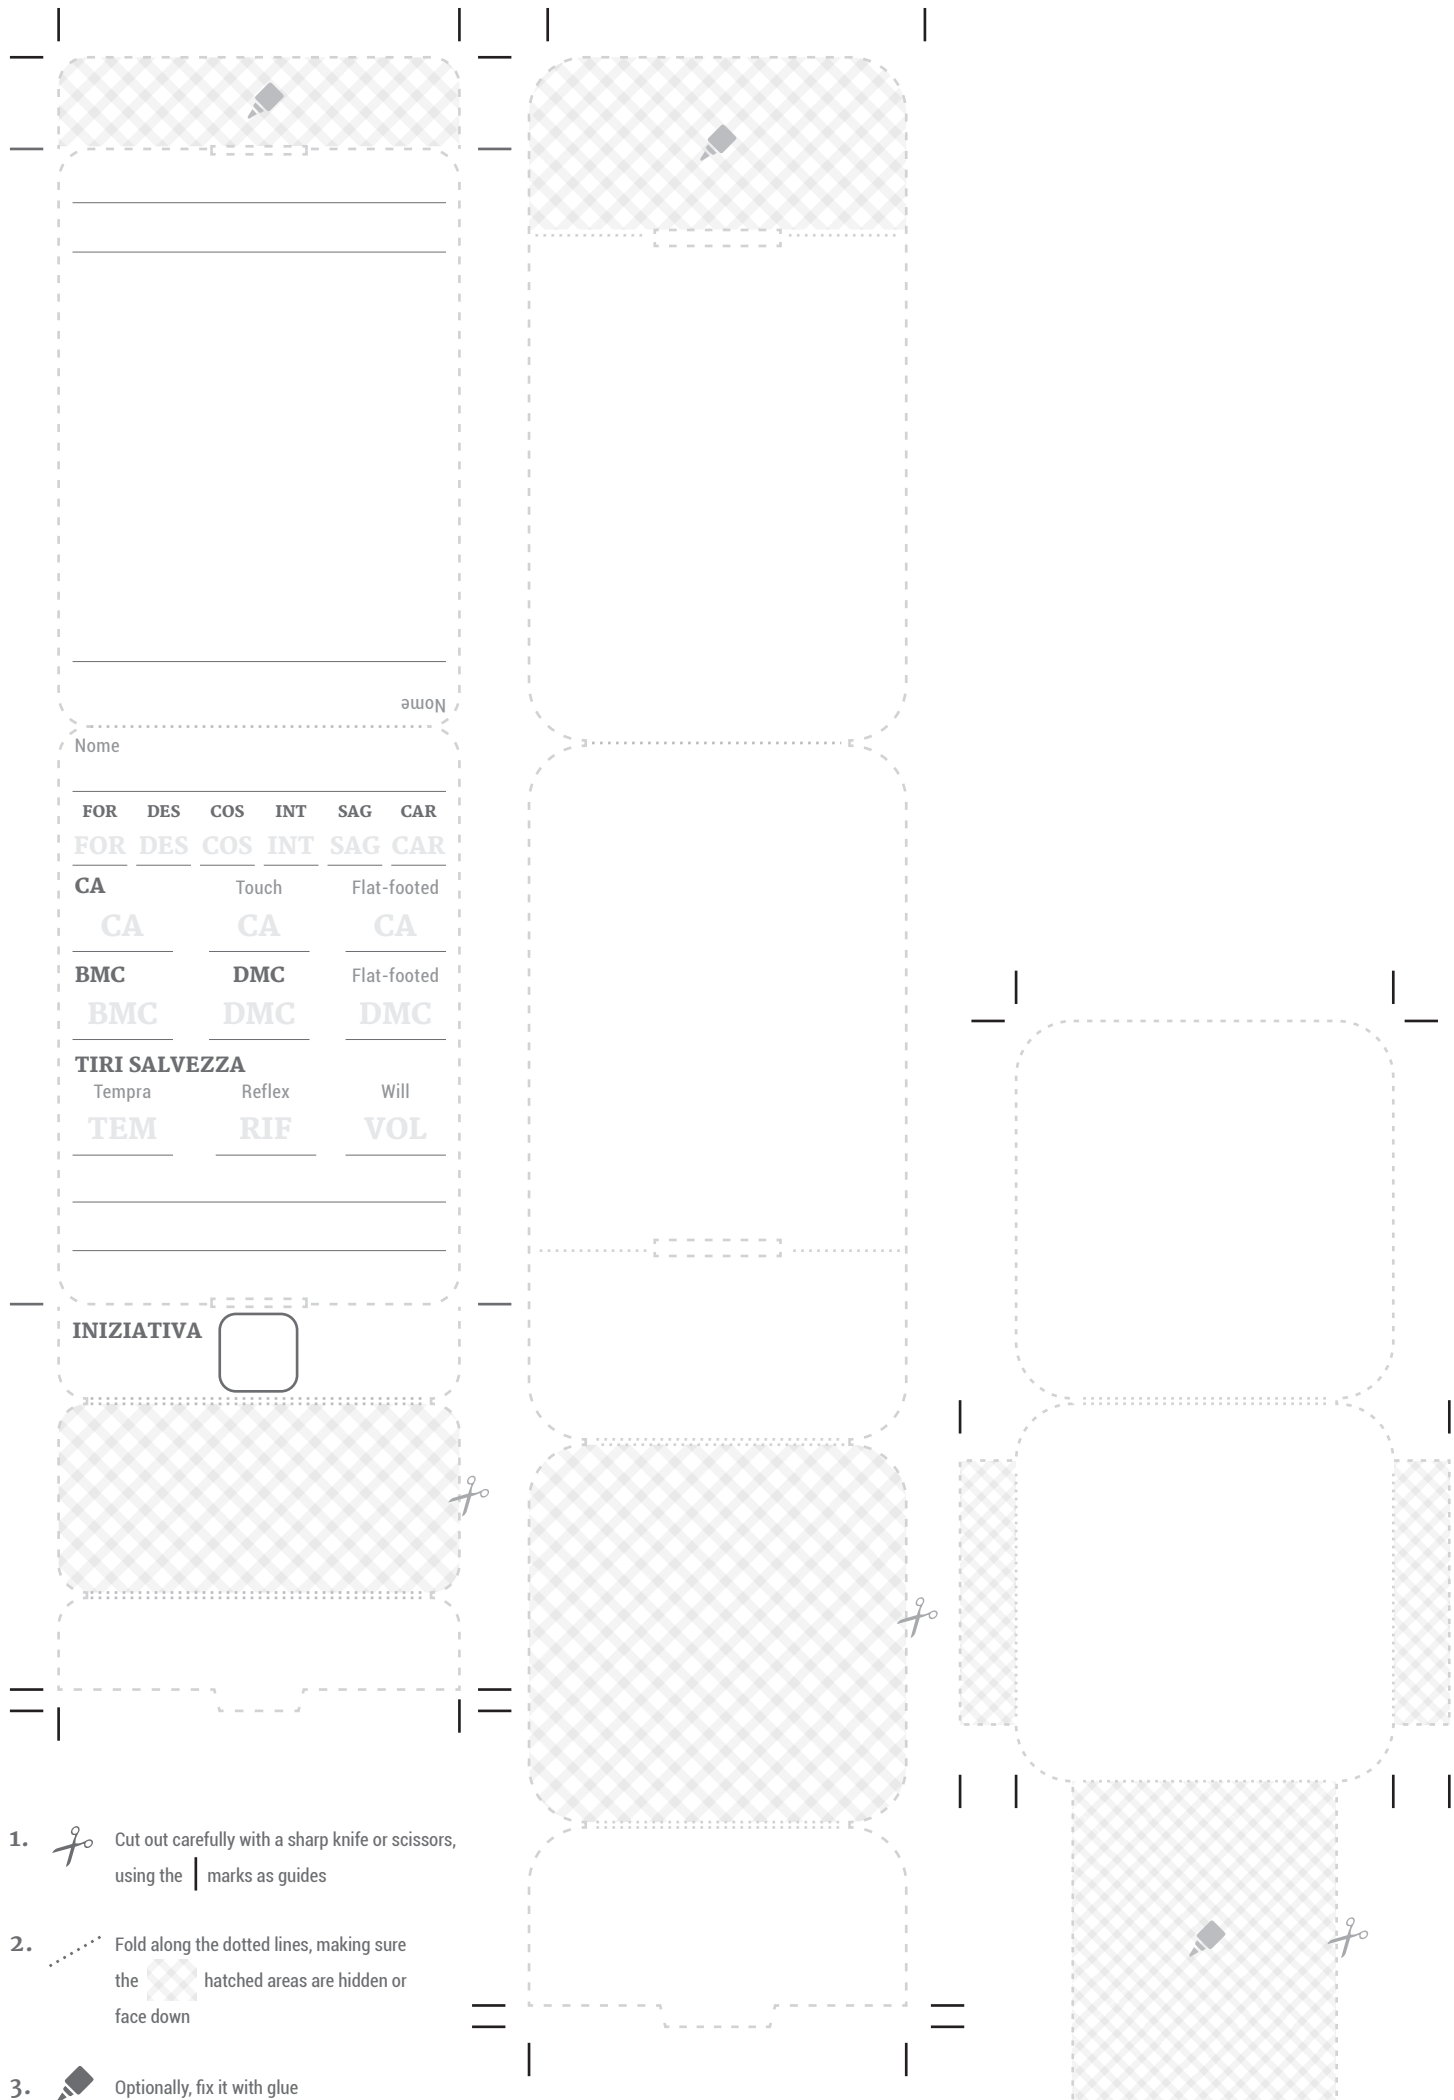 Nome
Nome
FOR DES COS INT SAG CAR
FOR DES COS INT SAG CAR
CA Touch Flat-footed
CA CA CA
BMC DMC Flat-footed
BMC DMC DMC
TIRI SALVEZZA
Tempra Reflex Will
TEM RIF VOL
INIZIATIVA
1. Cut out carefully with a sharp knife or scissors,
using the marks as guides
2. Fold along the dotted lines, making sure
the hatched areas are hidden or
face down
3. Optionally, fix it with glue